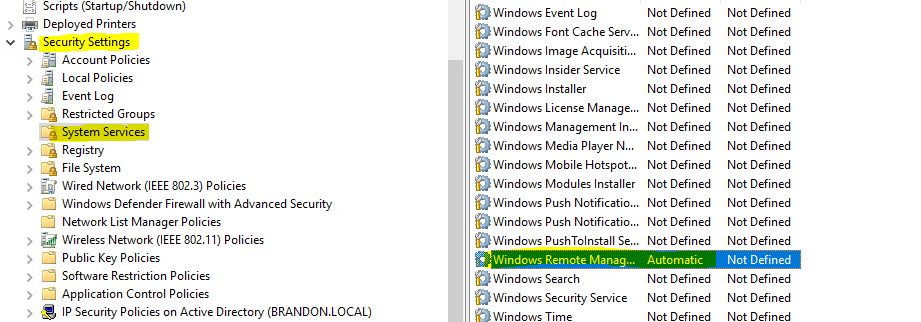 Scripts (Startup/Shutdown)
Deployed Printers
Security Settings
Account Policies
Local Policies
Event Log
Restricted Groups
System Services
Registry
File System
Wired Network (IEEE 802.3) Policies
Windows Defender Firewall with Advanced Security
Network List Manager Policies
Wireless Network (IEEE 802.11) Policies
Public Key Policies
Software Restriction Policies
Application Control Policies
IP Security Policies on Active Directory (BRANDON.LOCAL)
Windows Event Log Not Defined Not Defined
Windows Font Cache Serv... Not Defined Not Defined
Windows Image Acquisiti... Not Defined Not Defined
Windows Insider Service Not Defined Not Defined
Windows Installer Not Defined Not Defined
Windows License Manage... Not Defined Not Defined
Windows Management In... Not Defined Not Defined
Windows Media Player N... Not Defined Not Defined
Windows Mobile Hotspot... Not Defined Not Defined
Windows Modules Installer Not Defined Not Defined
Windows Push Notificatio... Not Defined Not Defined
Windows Push Notificatio... Not Defined Not Defined
Windows PushToInstall Se... Not Defined Not Defined
Windows Remote Manag... Automatic Not Defined
Windows Search Not Defined Not Defined
Windows Security Service Not Defined Not Defined
Windows Time Not Defined Not Defined